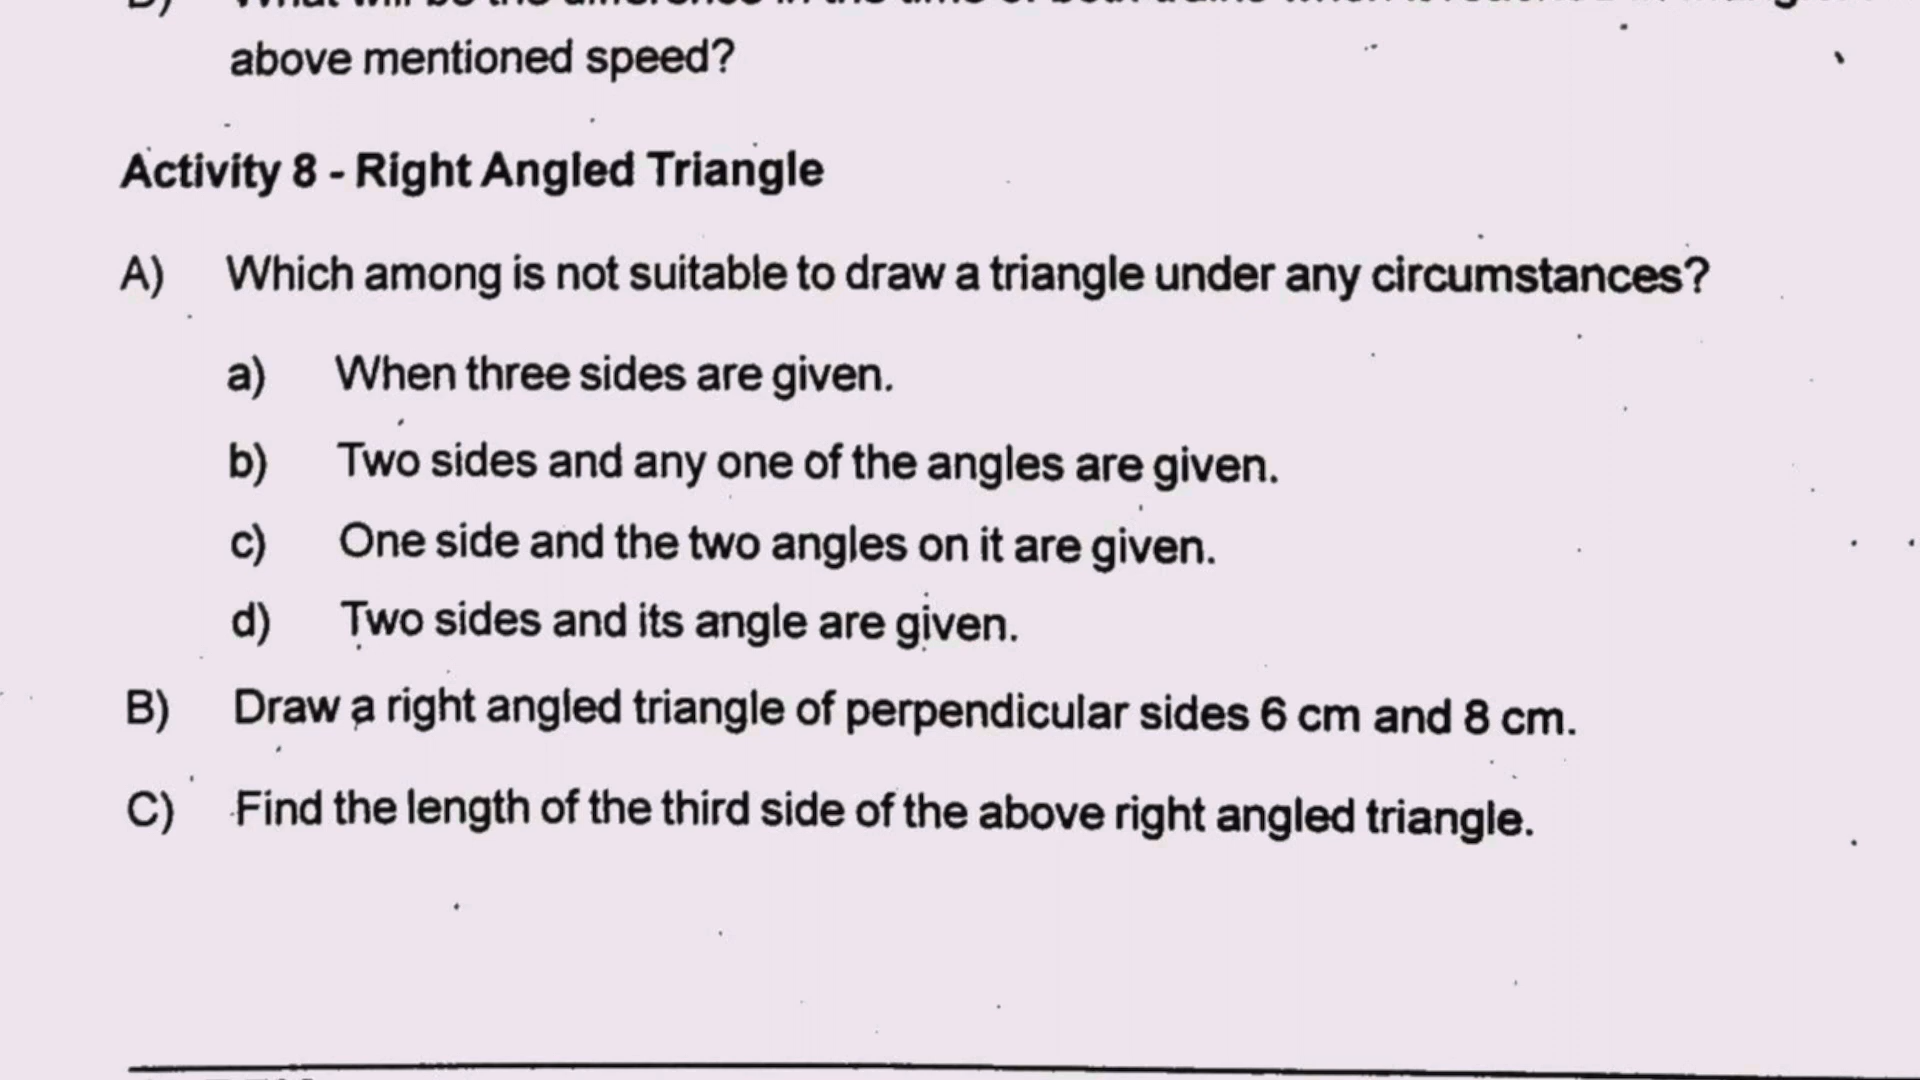 above mentioned speed?
Activity 8 - Right Angled Triangle
A) Which among is not suitable to draw a triangle under any circumstances?
a) When three sides are given.
b) Two sides and any one of the angles are given.
c) One side and the two angles on it are given.
d) Two sides and its angle are given.
B) Draw a right angled triangle of perpendicular sides 6 cm and 8 cm.
C) Find the length of the third side of the above right angled triangle.